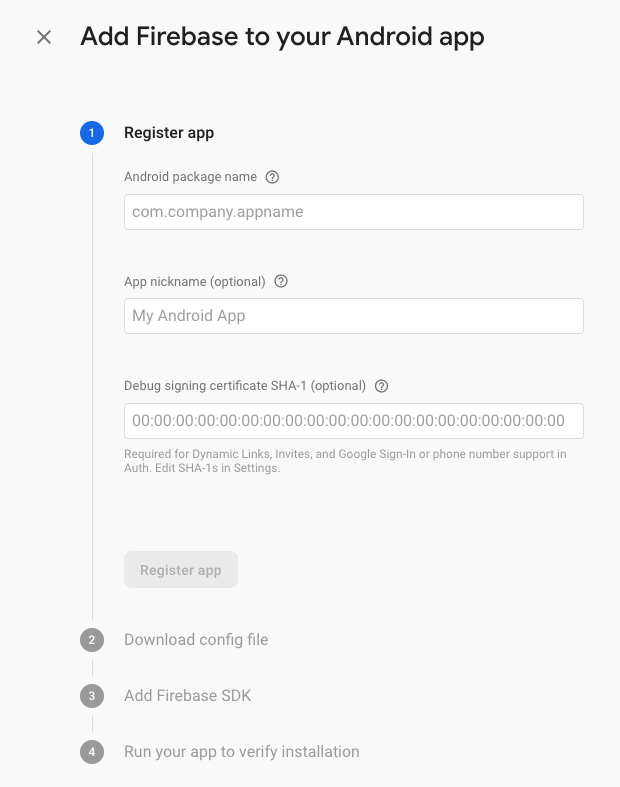 Add Firebase to your Android app
1
Register app
Android package name
com.company.appname
App nickname (optional)
My Android App
Debug signing certificate SHA-1 (optional)
00:00:00:00:00:00:00:00:00:00:00:00:00:00:00:00:00:00:00:00
Required for Dynamic Links, Invites, and Google Sign-In or phone number support in
Auth. Edit SHA-1s in Settings.
Register app
2
Download config file
3
Add Firebase SDK
4
Run your app to verify installation